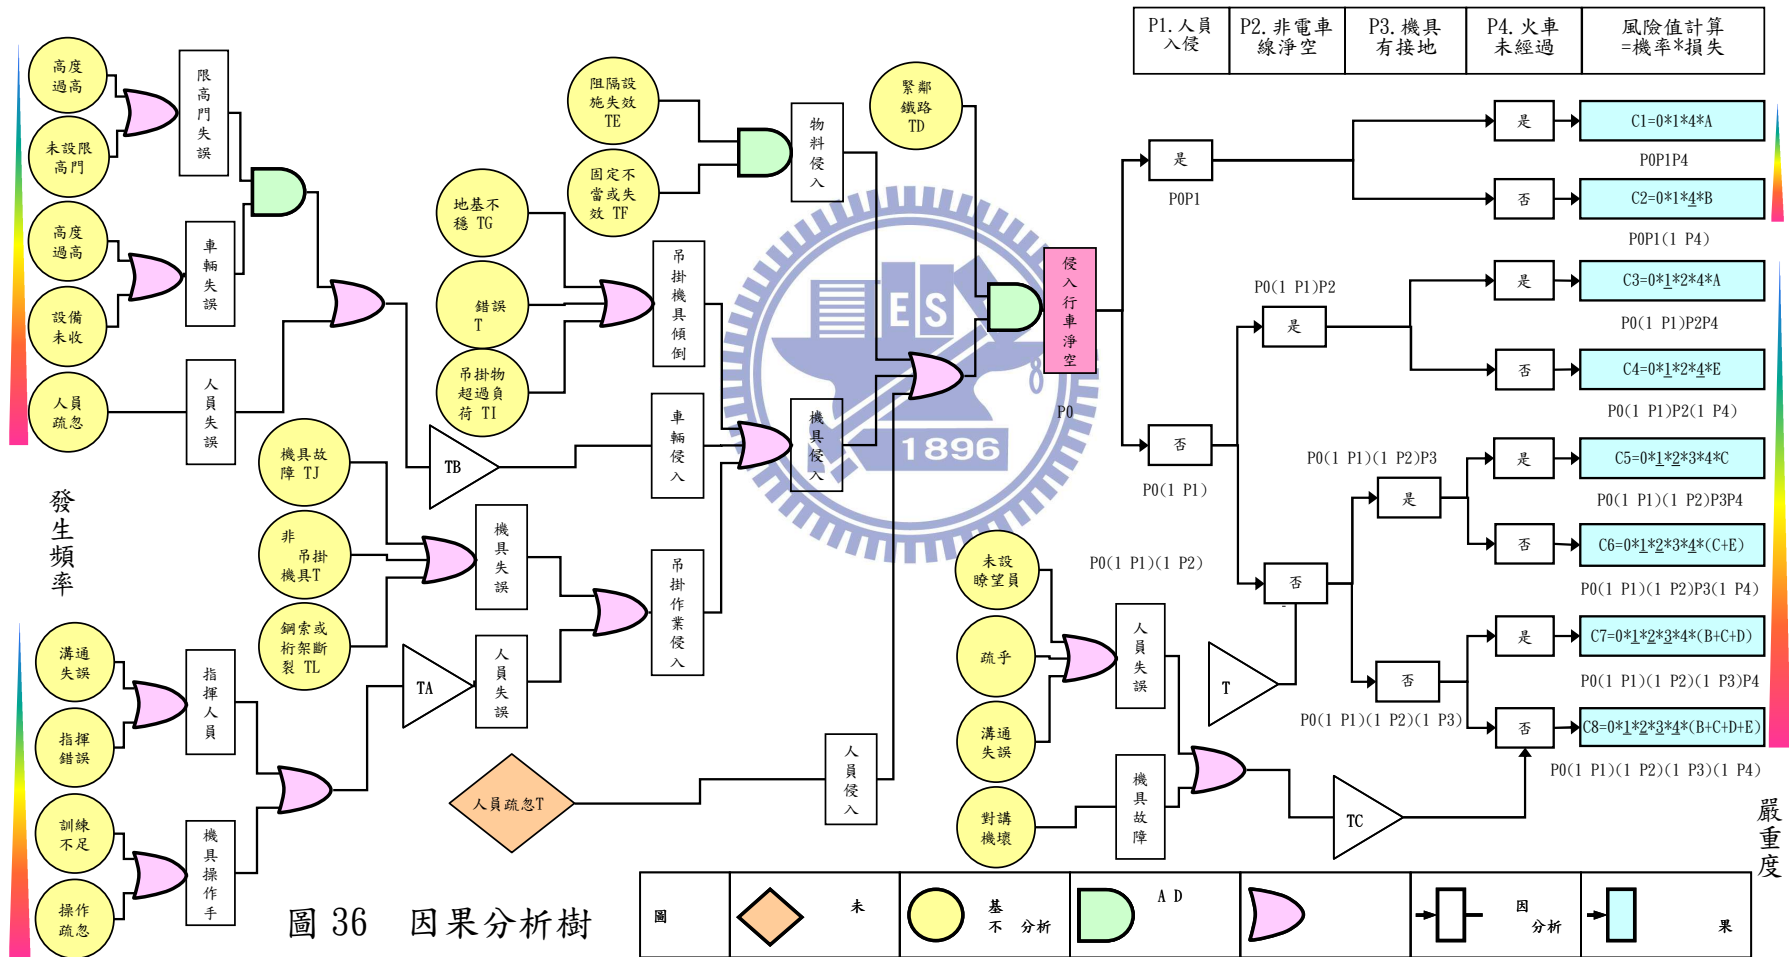 P1.人員
入侵
P2.非電車
線淨空
P3.機具
有接地
P4.火車
未經過
風險值計算
=機率*損失
高度
過高
未設限
高門
限高門失誤
高度
過高
設備
未收
車輛失誤
人員
疏忽
人員失誤
發生頻率
溝通
失誤
指揮
錯誤
指揮人員
訓練
不足
操作
疏忽
機具操作手
阻隔設
施失效
TE
固定不
當或失
效 TF
物料侵入
緊鄰
鐵路
TD
地基不
穩 TG
錯誤
T
吊掛物
超過負
荷 TI
吊掛機具傾倒
TB
車輛侵入
機具侵入
機具故
障 TJ
非
吊掛
機具T
鋼索或
桁架斷
裂 TL
機具失誤
TA
人員失誤
吊掛作業侵入
人員疏忽T
人員侵入
ES
1896
侵入行車淨空
P0
是
P0P1
否
P0(1 P1)
P0(1 P1)P2
是
P0(1 P1)(1 P2)
否
-
T
P0(1 P1)(1 P2)P3
是
否
P0(1 P1)(1 P2)(1 P3)
是
C1=0*1*4*A
P0P1P4
否
C2=0*1*4*B
P0P1(1 P4)
是
C3=0*1*2*4*A
P0(1 P1)P2P4
否
C4=0*1*2*4*E
P0(1 P1)P2(1 P4)
是
C5=0*1*2*3*4*C
P0(1 P1)(1 P2)P3P4
否
C6=0*1*2*3*4*(C+E)
P0(1 P1)(1 P2)P3(1 P4)
是
C7=0*1*2*3*4*(B+C+D)
P0(1 P1)(1 P2)(1 P3)P4
否
C8=0*1*2*3*4*(B+C+D+E)
P0(1 P1)(1 P2)(1 P3)(1 P4)
未設
瞭望員
疏乎
溝通
失誤
人員失誤
對講
機壞
機具故障
TC
嚴重度
圖 36 因果分析樹
圖
未
基
不 分析
A D
因
分析
果